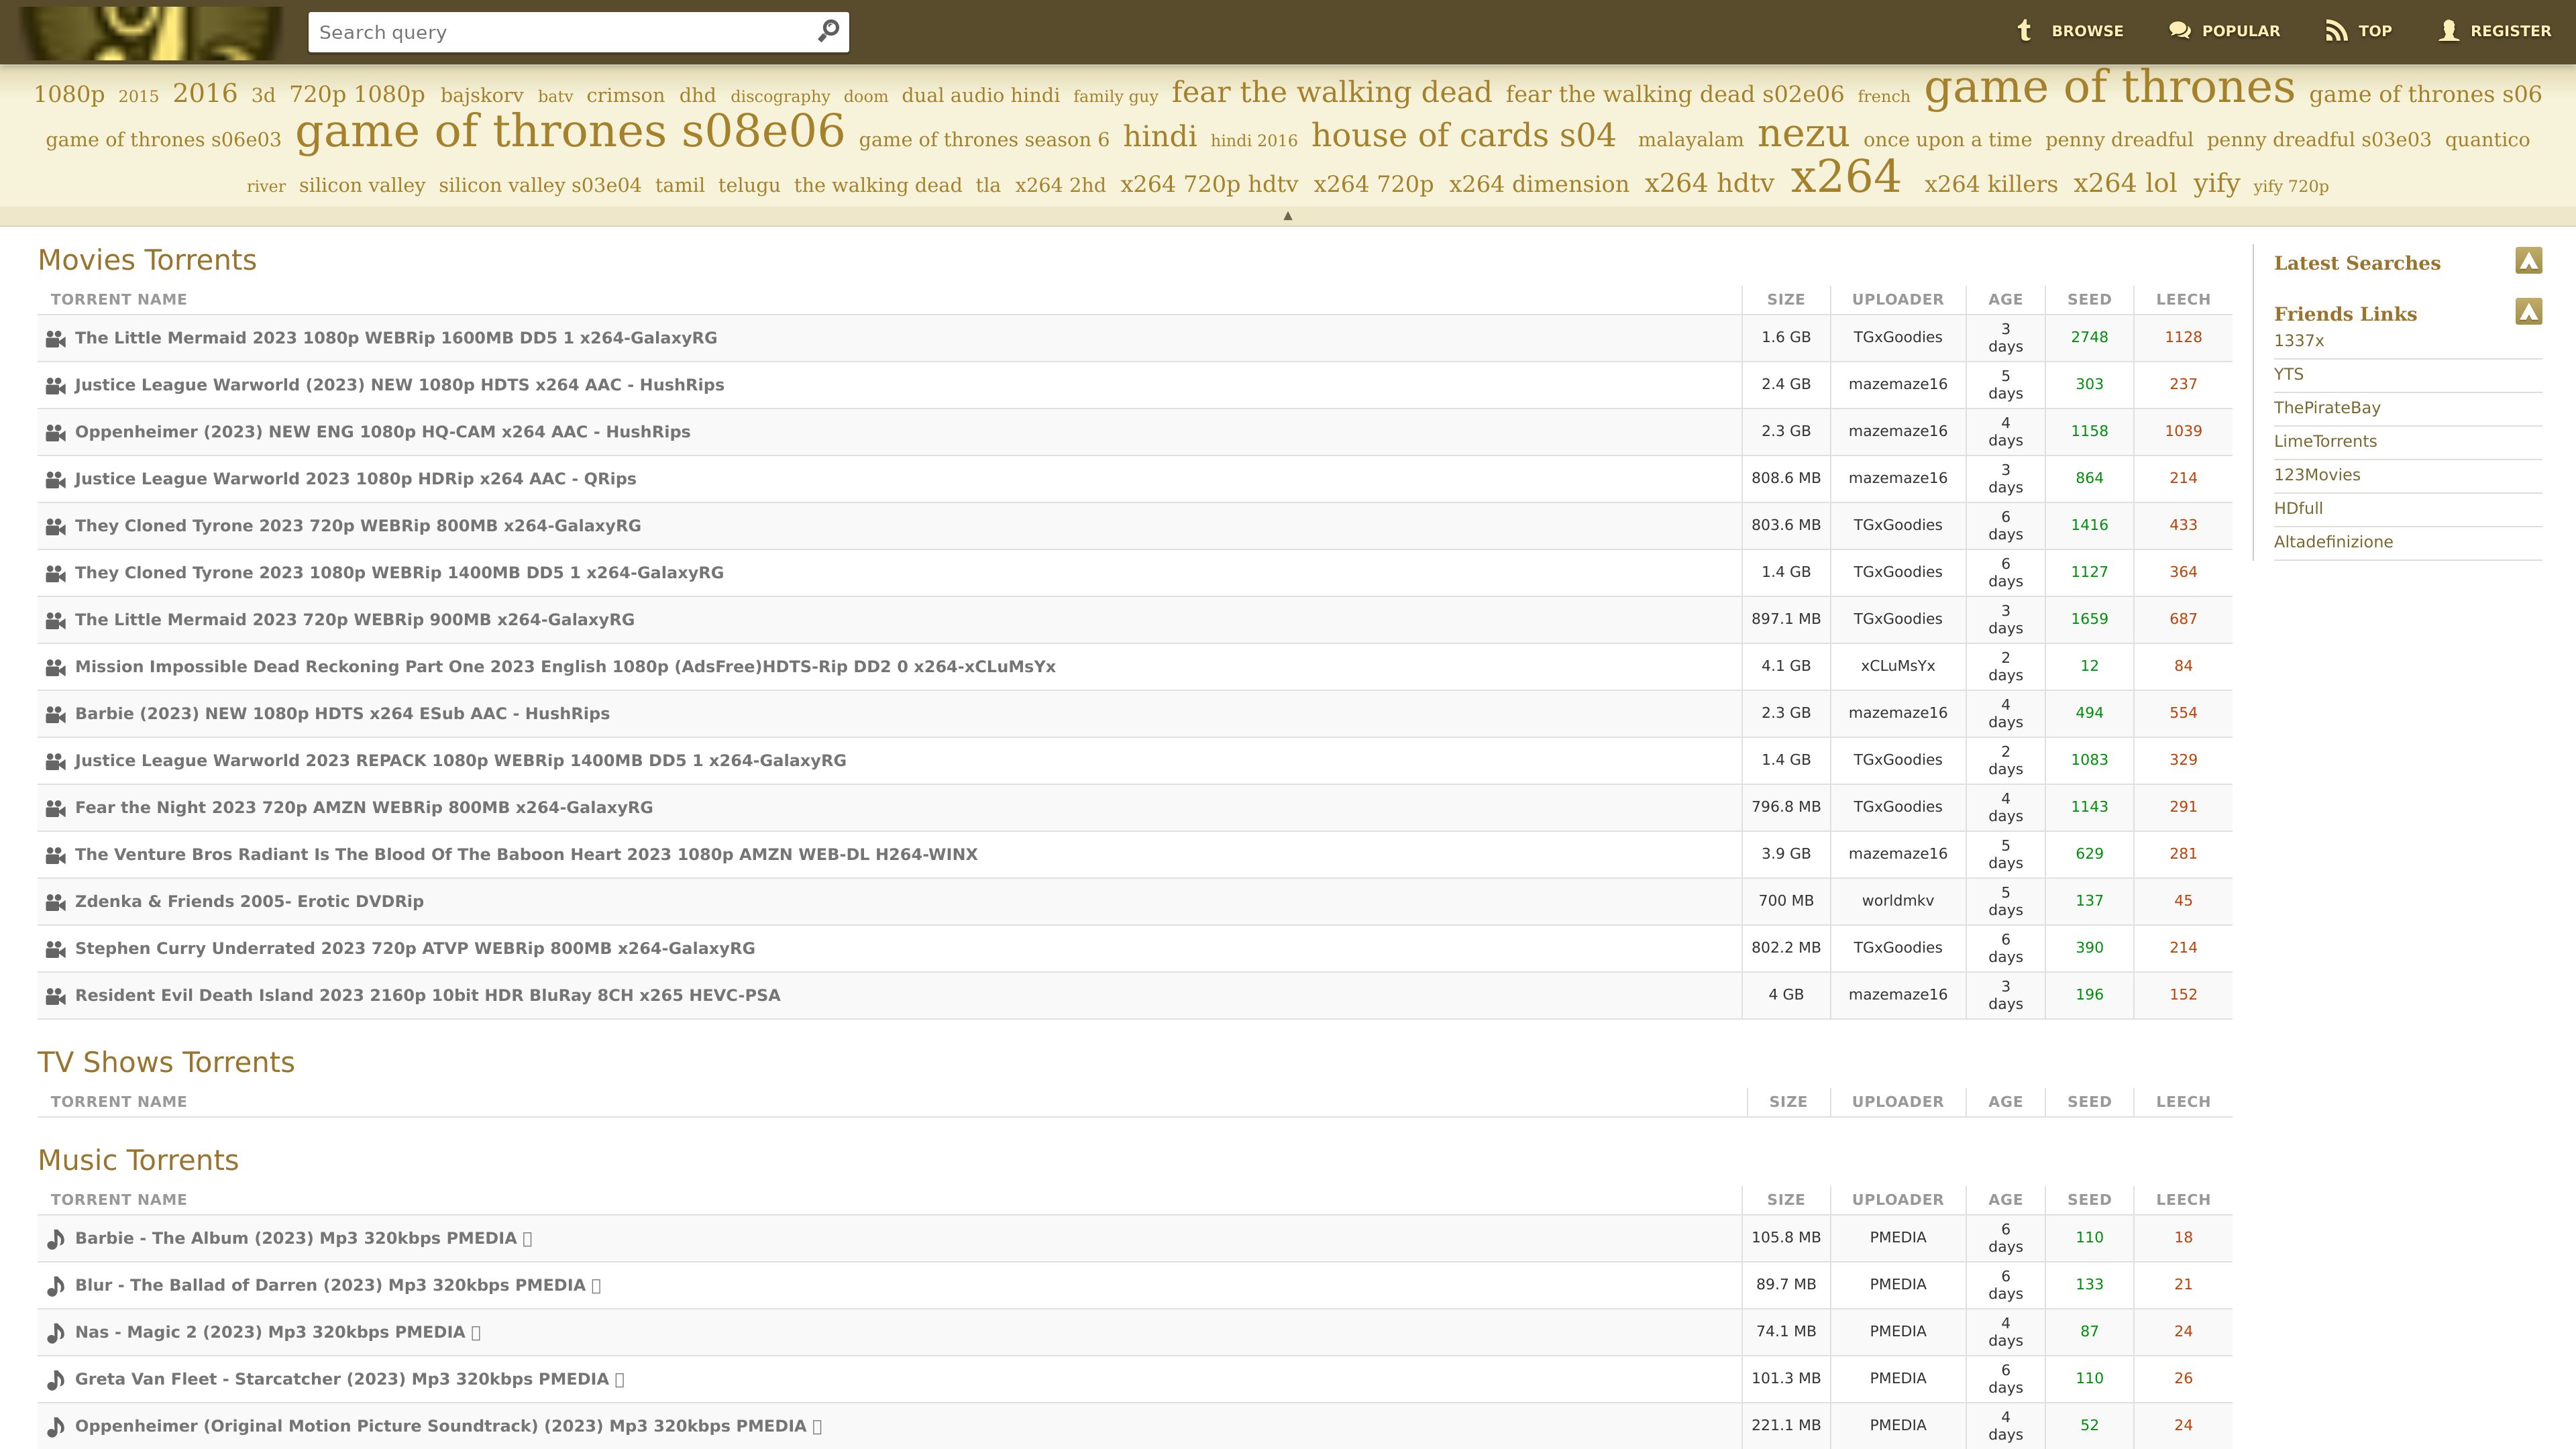 Search query
BROWSE POPULAR TOP REGISTER
1080p 2015 2016 3d 720p 1080p bajskorv batv crimson dhd discography doom dual audio hindi family guy fear the walking dead fear the walking dead s02e06 french game of thrones game of thrones s06
game of thrones s06e03 game of thrones s08e06 game of thrones season 6 hindi hindi 2016 house of cards s04 malayalam nezu once upon a time penny dreadful penny dreadful s03e03 quantico
river silicon valley silicon valley s03e04 tamil telugu the walking dead tla x264 2hd x264 720p hdtv x264 720p x264 dimension x264 hdtv x264 x264 killers x264 lol yify yify 720p
▲
Movies Torrents
TORRENT NAME SIZE UPLOADER AGE SEED LEECH
The Little Mermaid 2023 1080p WEBRip 1600MB DD5 1 x264-GalaxyRG 1.6 GB TGxGoodies 3 days 2748 1128
Justice League Warworld (2023) NEW 1080p HDTS x264 AAC - HushRips 2.4 GB mazemaze16 5 days 303 237
Oppenheimer (2023) NEW ENG 1080p HQ-CAM x264 AAC - HushRips 2.3 GB mazemaze16 4 days 1158 1039
Justice League Warworld 2023 1080p HDRip x264 AAC - QRips 808.6 MB mazemaze16 3 days 864 214
They Cloned Tyrone 2023 720p WEBRip 800MB x264-GalaxyRG 803.6 MB TGxGoodies 6 days 1416 433
They Cloned Tyrone 2023 1080p WEBRip 1400MB DD5 1 x264-GalaxyRG 1.4 GB TGxGoodies 6 days 1127 364
The Little Mermaid 2023 720p WEBRip 900MB x264-GalaxyRG 897.1 MB TGxGoodies 3 days 1659 687
Mission Impossible Dead Reckoning Part One 2023 English 1080p (AdsFree)HDTS-Rip DD2 0 x264-xCLuMsYx 4.1 GB xCLuMsYx 2 days 12 84
Barbie (2023) NEW 1080p HDTS x264 ESub AAC - HushRips 2.3 GB mazemaze16 4 days 494 554
Justice League Warworld 2023 REPACK 1080p WEBRip 1400MB DD5 1 x264-GalaxyRG 1.4 GB TGxGoodies 2 days 1083 329
Fear the Night 2023 720p AMZN WEBRip 800MB x264-GalaxyRG 796.8 MB TGxGoodies 4 days 1143 291
The Venture Bros Radiant Is The Blood Of The Baboon Heart 2023 1080p AMZN WEB-DL H264-WINX 3.9 GB mazemaze16 5 days 629 281
Zdenka & Friends 2005- Erotic DVDRip 700 MB worldmkv 5 days 137 45
Stephen Curry Underrated 2023 720p ATVP WEBRip 800MB x264-GalaxyRG 802.2 MB TGxGoodies 6 days 390 214
Resident Evil Death Island 2023 2160p 10bit HDR BluRay 8CH x265 HEVC-PSA 4 GB mazemaze16 3 days 196 152
TV Shows Torrents
TORRENT NAME SIZE UPLOADER AGE SEED LEECH
Music Torrents
TORRENT NAME SIZE UPLOADER AGE SEED LEECH
Barbie - The Album (2023) Mp3 320kbps PMEDIA 105.8 MB PMEDIA 6 days 110 18
Blur - The Ballad of Darren (2023) Mp3 320kbps PMEDIA 89.7 MB PMEDIA 6 days 133 21
Nas - Magic 2 (2023) Mp3 320kbps PMEDIA 74.1 MB PMEDIA 4 days 87 24
Greta Van Fleet - Starcatcher (2023) Mp3 320kbps PMEDIA 101.3 MB PMEDIA 6 days 110 26
Oppenheimer (Original Motion Picture Soundtrack) (2023) Mp3 320kbps PMEDIA 221.1 MB PMEDIA 4 days 52 24
Latest Searches
Friends Links
1337x
YTS
ThePirateBay
LimeTorrents
123Movies
HDfull
Altadefinizione